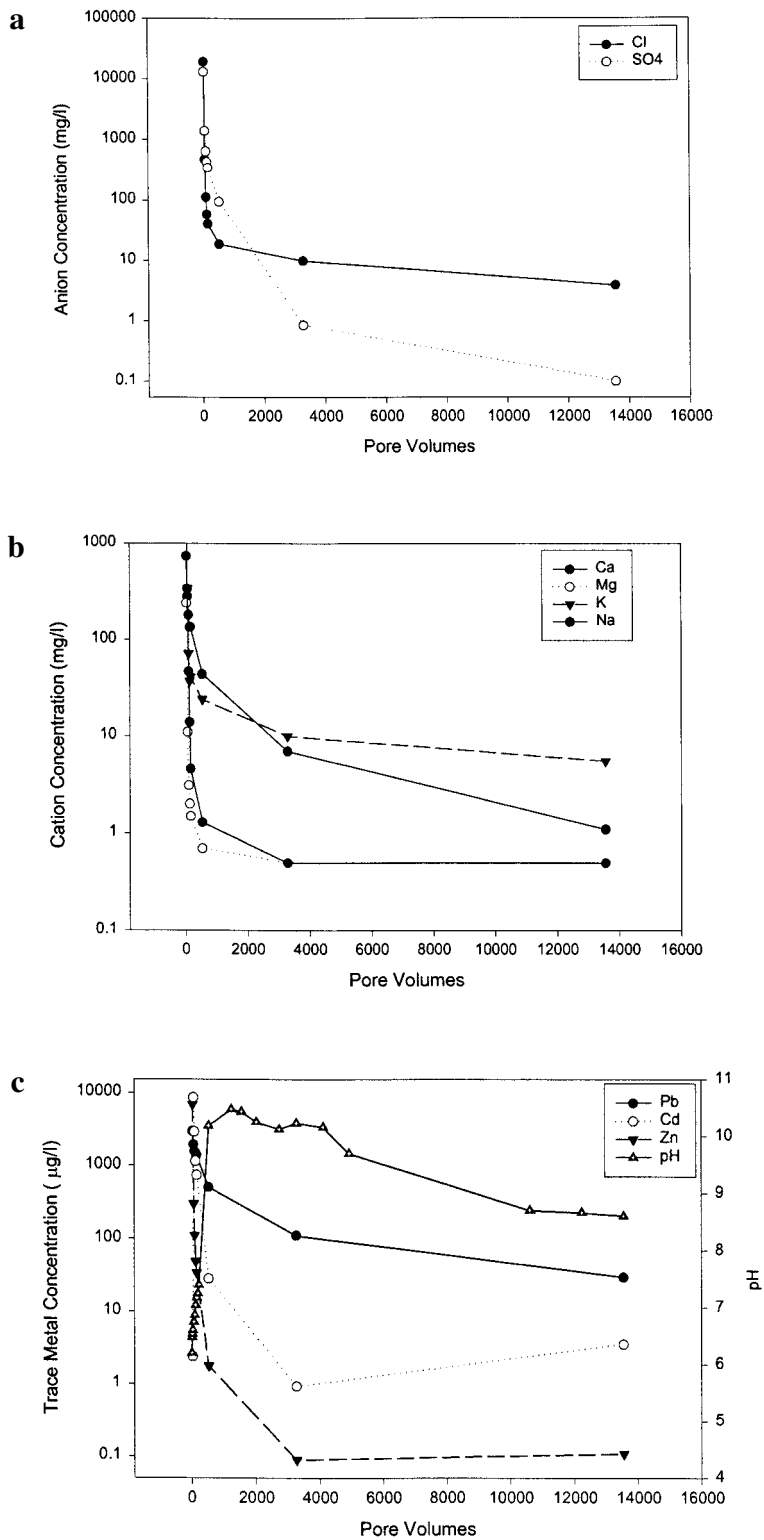 a
100000
10000
1000
100
10
1
0.1
Anion Concentration (mg/l)
Cl
SO4
0 2000 4000 6000 8000 10000 12000 14000 16000
Pore Volumes
b
1000
100
10
1
0.1
Cation Concentration (mg/l)
Ca
Mg
K
Na
0 2000 4000 6000 8000 10000 12000 14000 16000
Pore Volumes
c
10000
1000
100
10
1
0.1
Trace Metal Concentration ( µg/l)
Pb
Cd
Zn
pH
11
10
9
8
7
6
5
4
pH
0 2000 4000 6000 8000 10000 12000 14000 16000
Pore Volumes